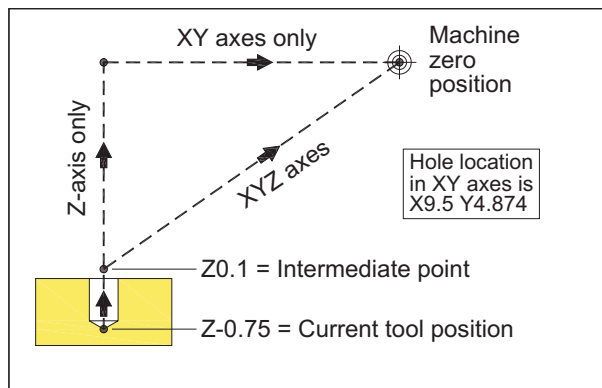 XY axes only
Machine
zero
position
Z-axis only
XYZ axes
Hole location
in XY axes is
X9.5 Y4.874
Z0.1 = Intermediate point
Z-0.75 = Current tool position